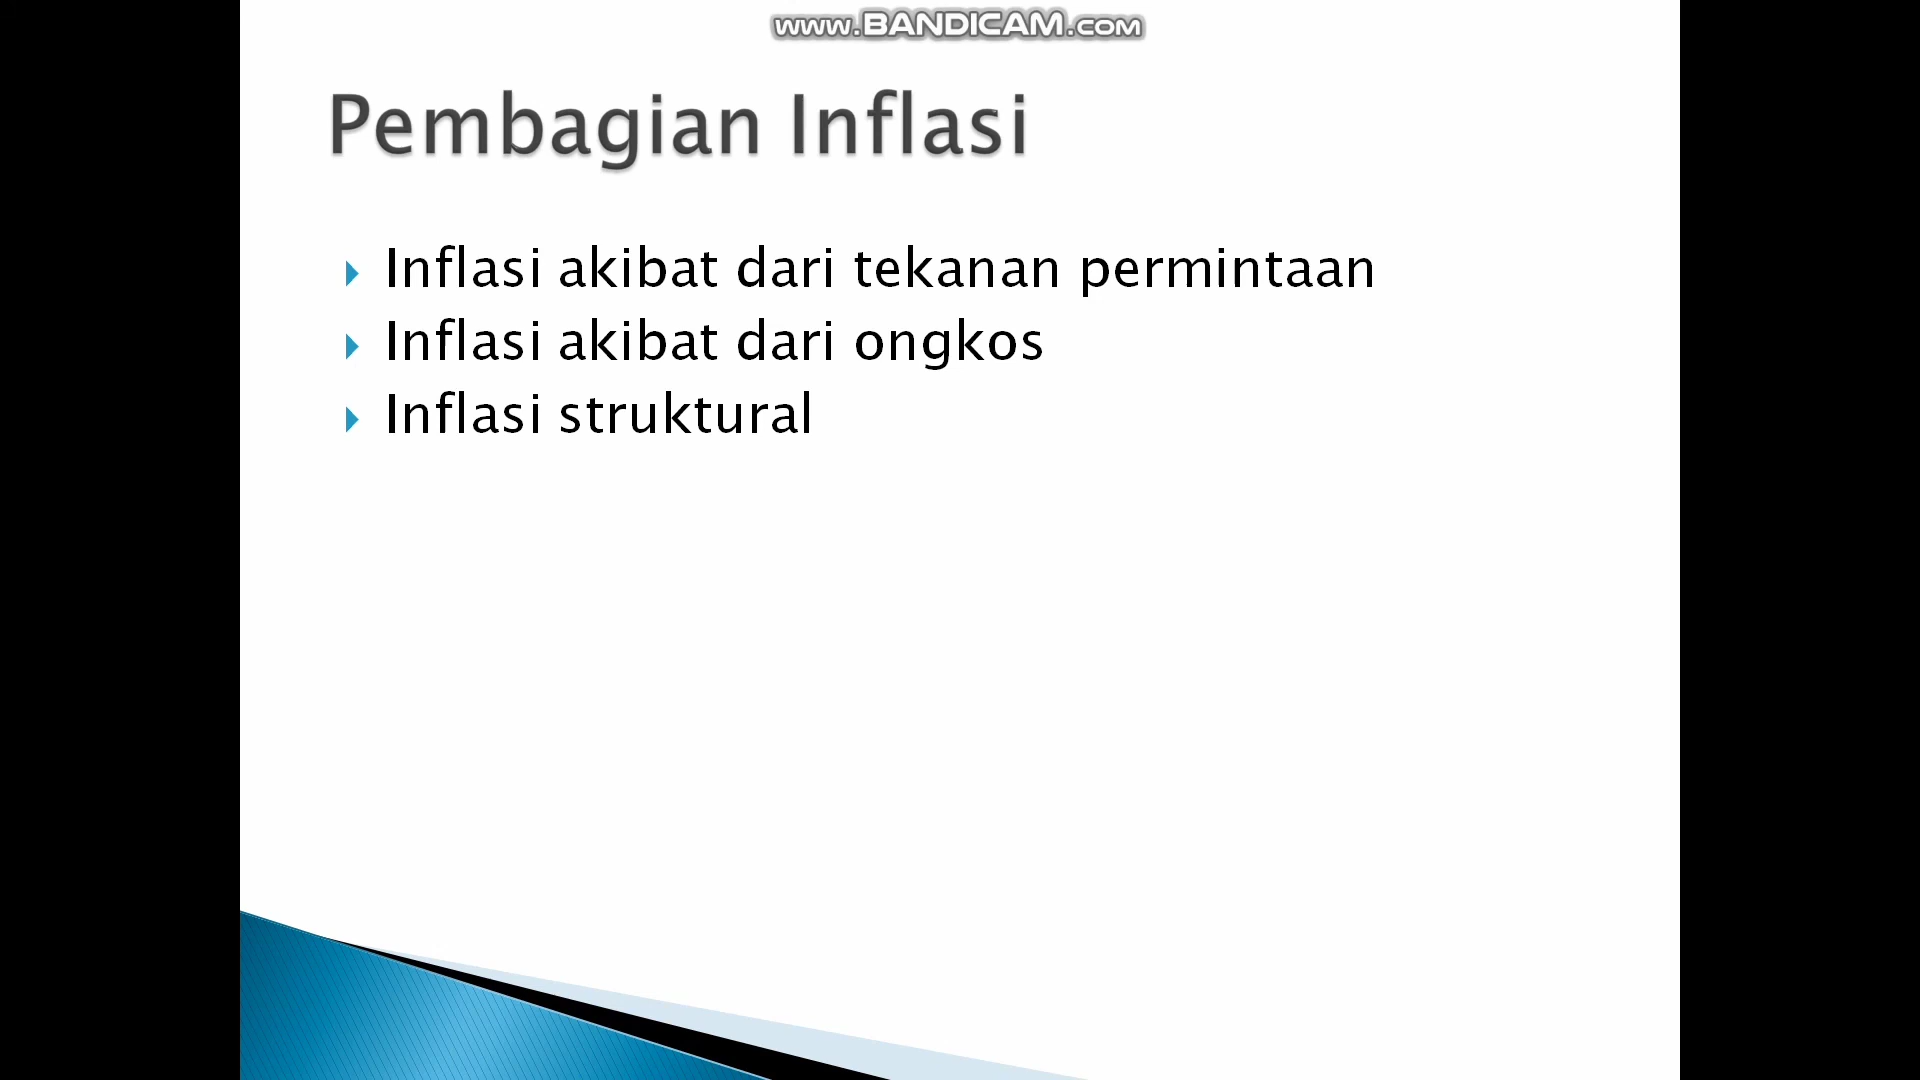 www.BANDICAM.com
Pembagian Inflasi
Inflasi akibat dari tekanan permintaan
Inflasi akibat dari ongkos
Inflasi struktural